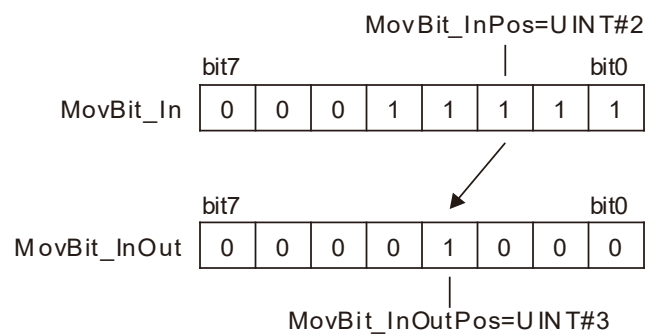 MovBit_InPos=UINT#2
bit7 bit0
MovBit_In 0 0 0 1 1 1 1 1
bit7 bit0
MovBit_InOut 0 0 0 0 1 0 0 0
MovBit_InOutPos=UINT#3